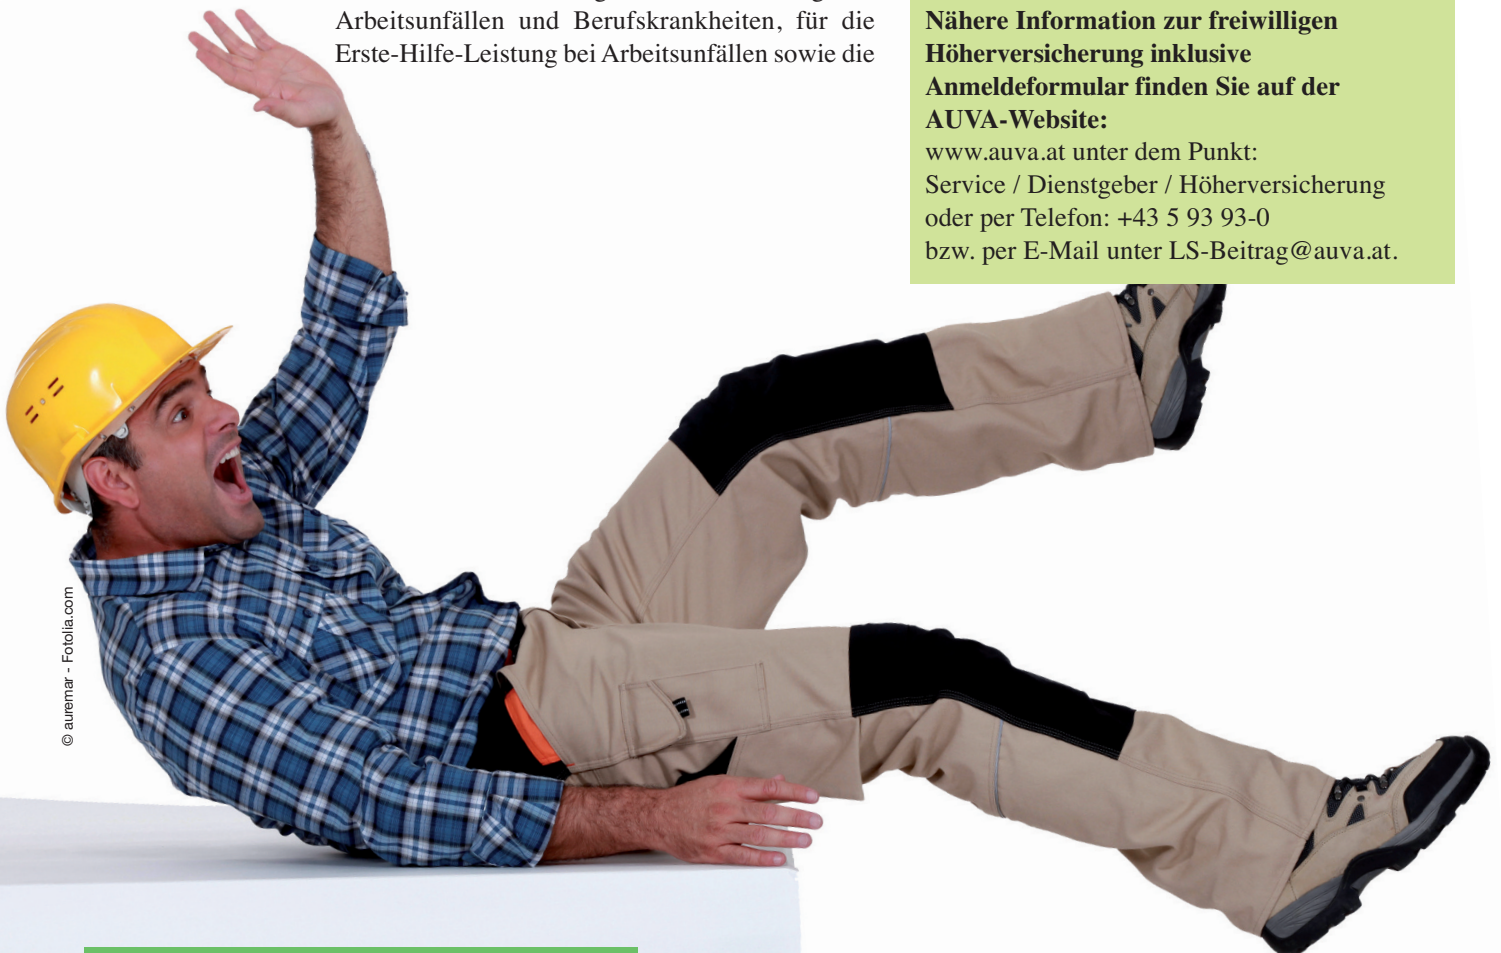 Arbeitsunfällen und Berufskrankheiten, für die
Erste-Hilfe-Leistung bei Arbeitsunfällen sowie die
Nähere Information zur freiwilligen
Höherversicherung inklusive
Anmeldeformular finden Sie auf der
AUVA-Website:
www.auva.at unter dem Punkt:
Service / Dienstgeber / Höherversicherung
oder per Telefon: +43 5 93 93-0
bzw. per E-Mail unter LS-Beitrag@auva.at.
© auremar - Fotolia.com